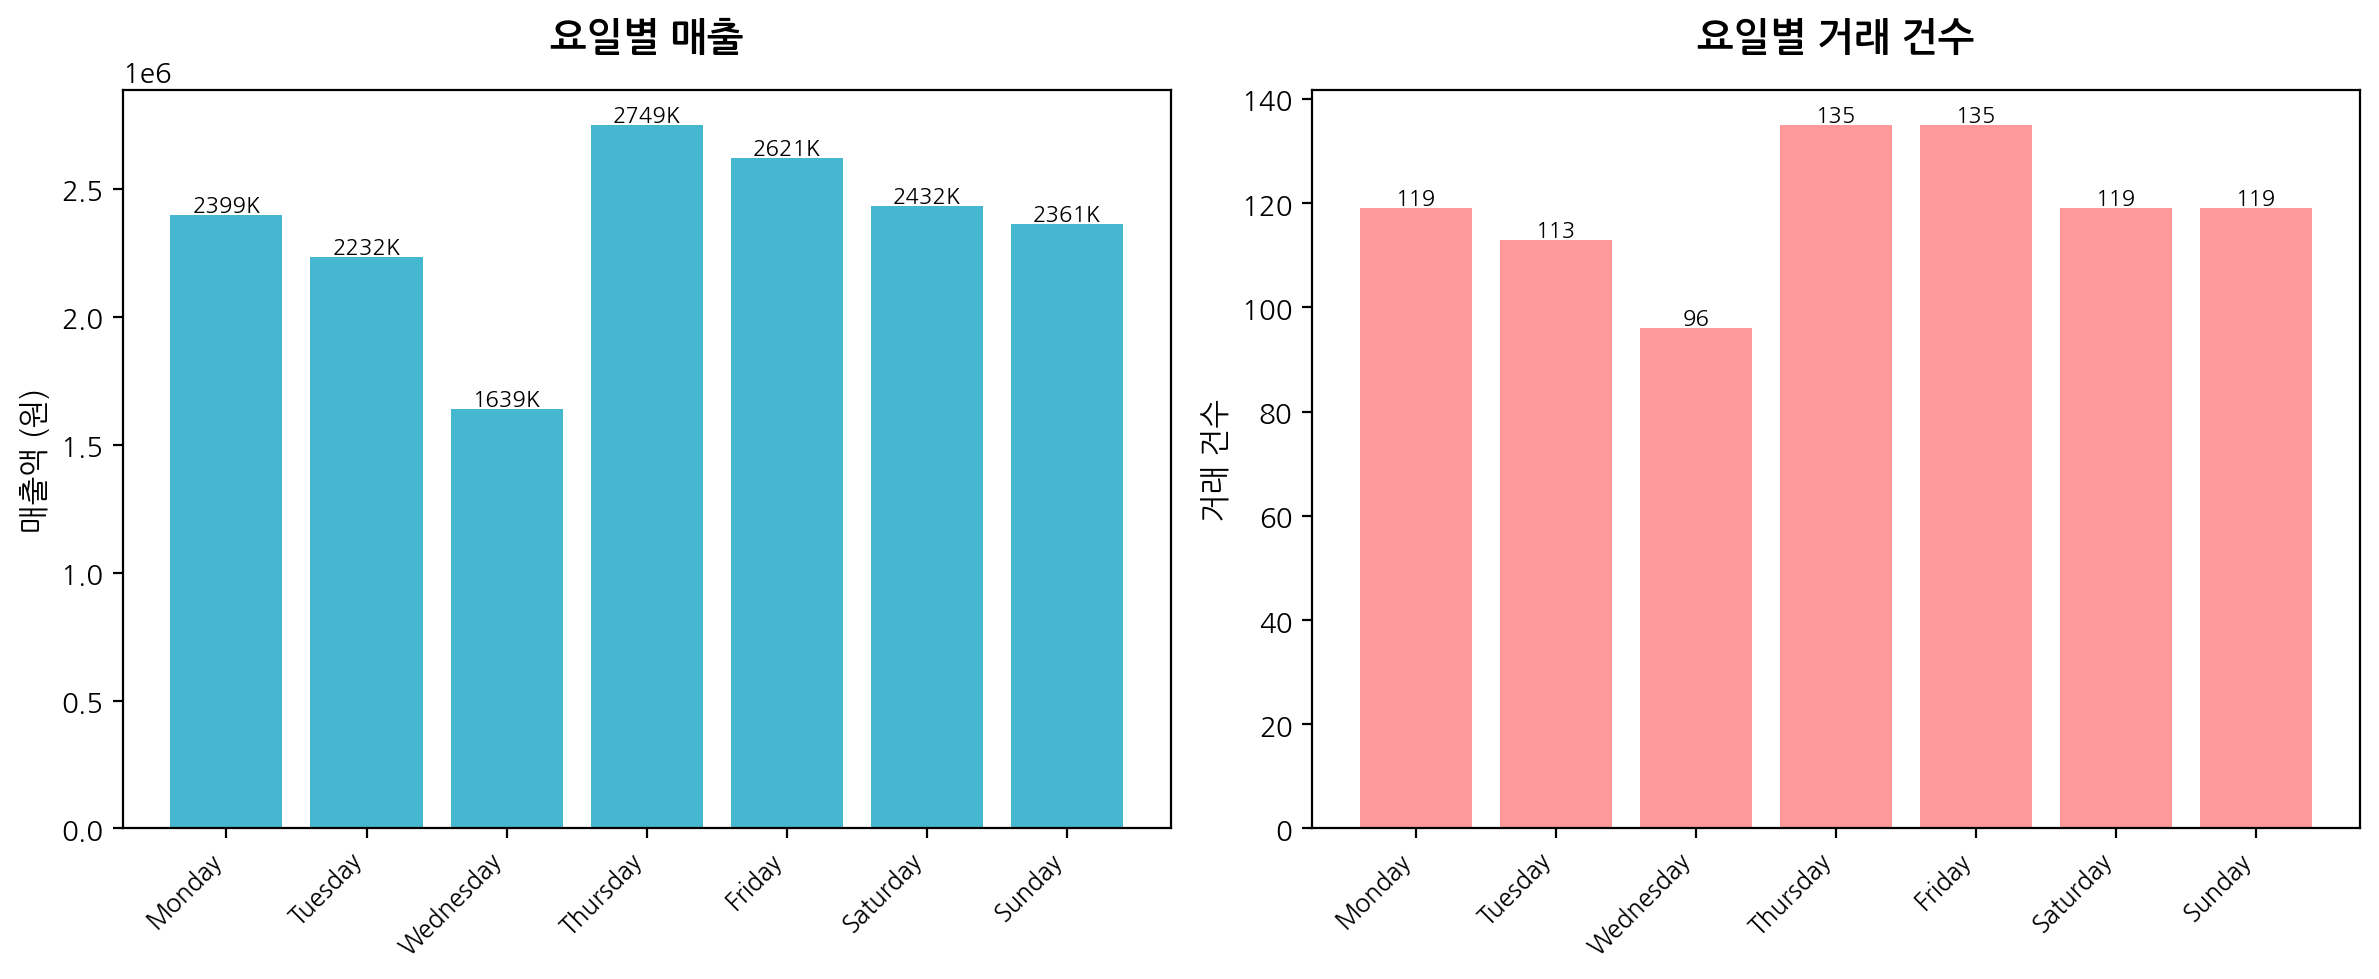 요일별 매출
1e6
매출액 (원)
2.5
2.0
1.5
1.0
0.5
0.0
2399K
2232K
1639K
2749K
2621K
2432K
2361K
Monday
Tuesday
Wednesday
Thursday
Friday
Saturday
Sunday
요일별 거래 건수
거래 건수
140
120
100
80
60
40
20
0
119
113
96
135
135
119
119
Monday
Tuesday
Wednesday
Thursday
Friday
Saturday
Sunday